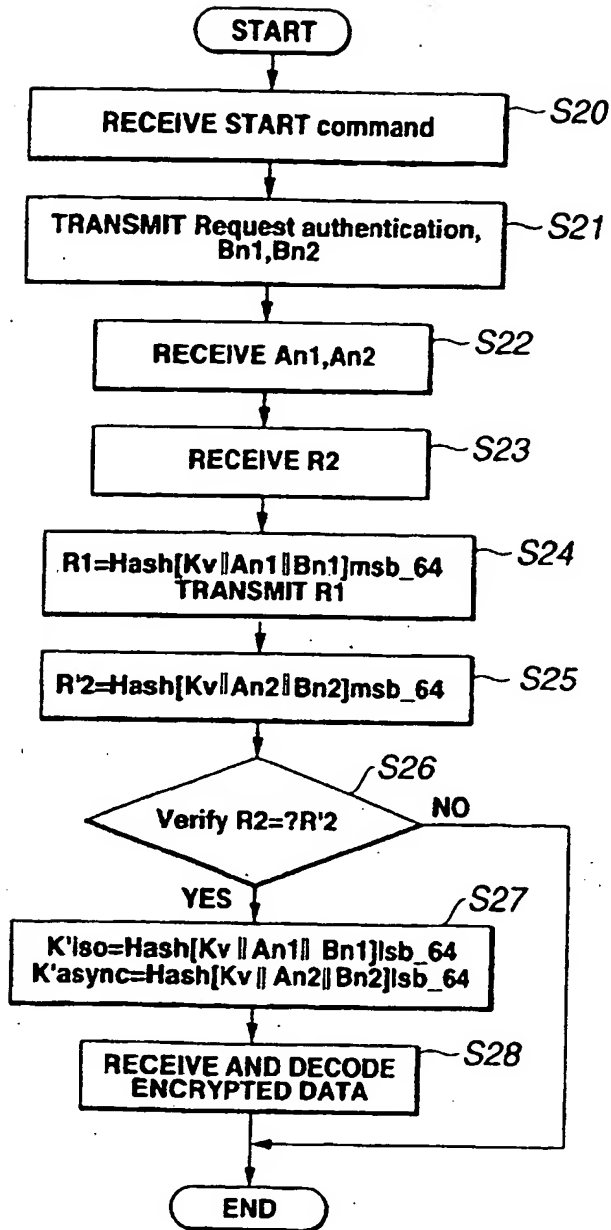 START
RECEIVE START command
S20
TRANSMIT Request authentication,
Bn1,Bn2
S21
RECEIVE An1,An2
S22
RECEIVE R2
S23
R1=Hash[Kv||An1||Bn1]msb_64
TRANSMIT R1
S24
R'2=Hash[Kv||An2||Bn2]msb_64
S25
S26
Verify R2=?R'2
NO
YES
S27
K'iso=Hash[Kv || An1|| Bn1]lsb_64
K'async=Hash[Kv || An2|| Bn2]lsb_64
RECEIVE AND DECODE
ENCRYPTED DATA
S28
END